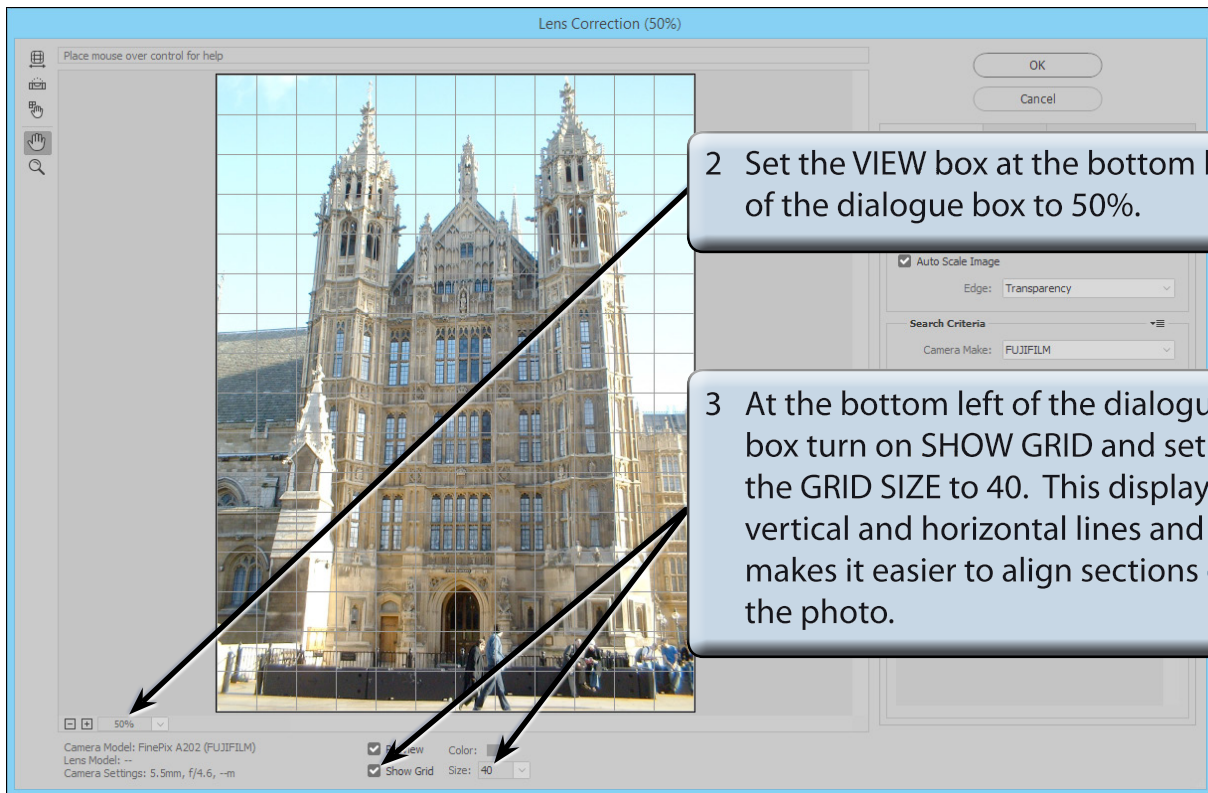 Lens Correction (50%)
Place mouse over control for help
OK
Cancel
2 Set the VIEW box at the bottom
of the dialogue box to 50%.
Auto Scale Image
Edge: Transparency
Search Criteria
Camera Make: FUJIFILM
3 At the bottom left of the dialogu
box turn on SHOW GRID and set
the GRID SIZE to 40. This display
vertical and horizontal lines and
makes it easier to align sections
the photo.
50%
Camera Model: FinePix A202 (FUJIFILM)
Lens Model: --
Camera Settings: 5.5mm, f/4.6, --m
Color:
Show Grid Size: 40